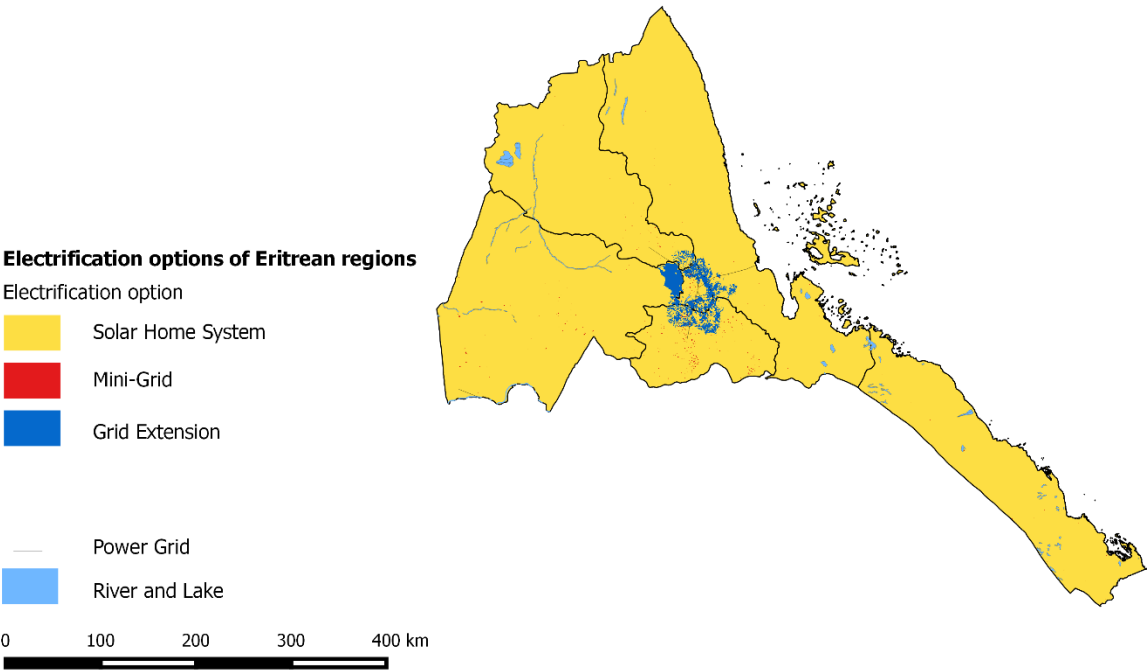 Electrification options of Eritrean regions
Electrification option
Solar Home System
Mini-Grid
Grid Extension
Power Grid
River and Lake
0 100 200 300 400 km